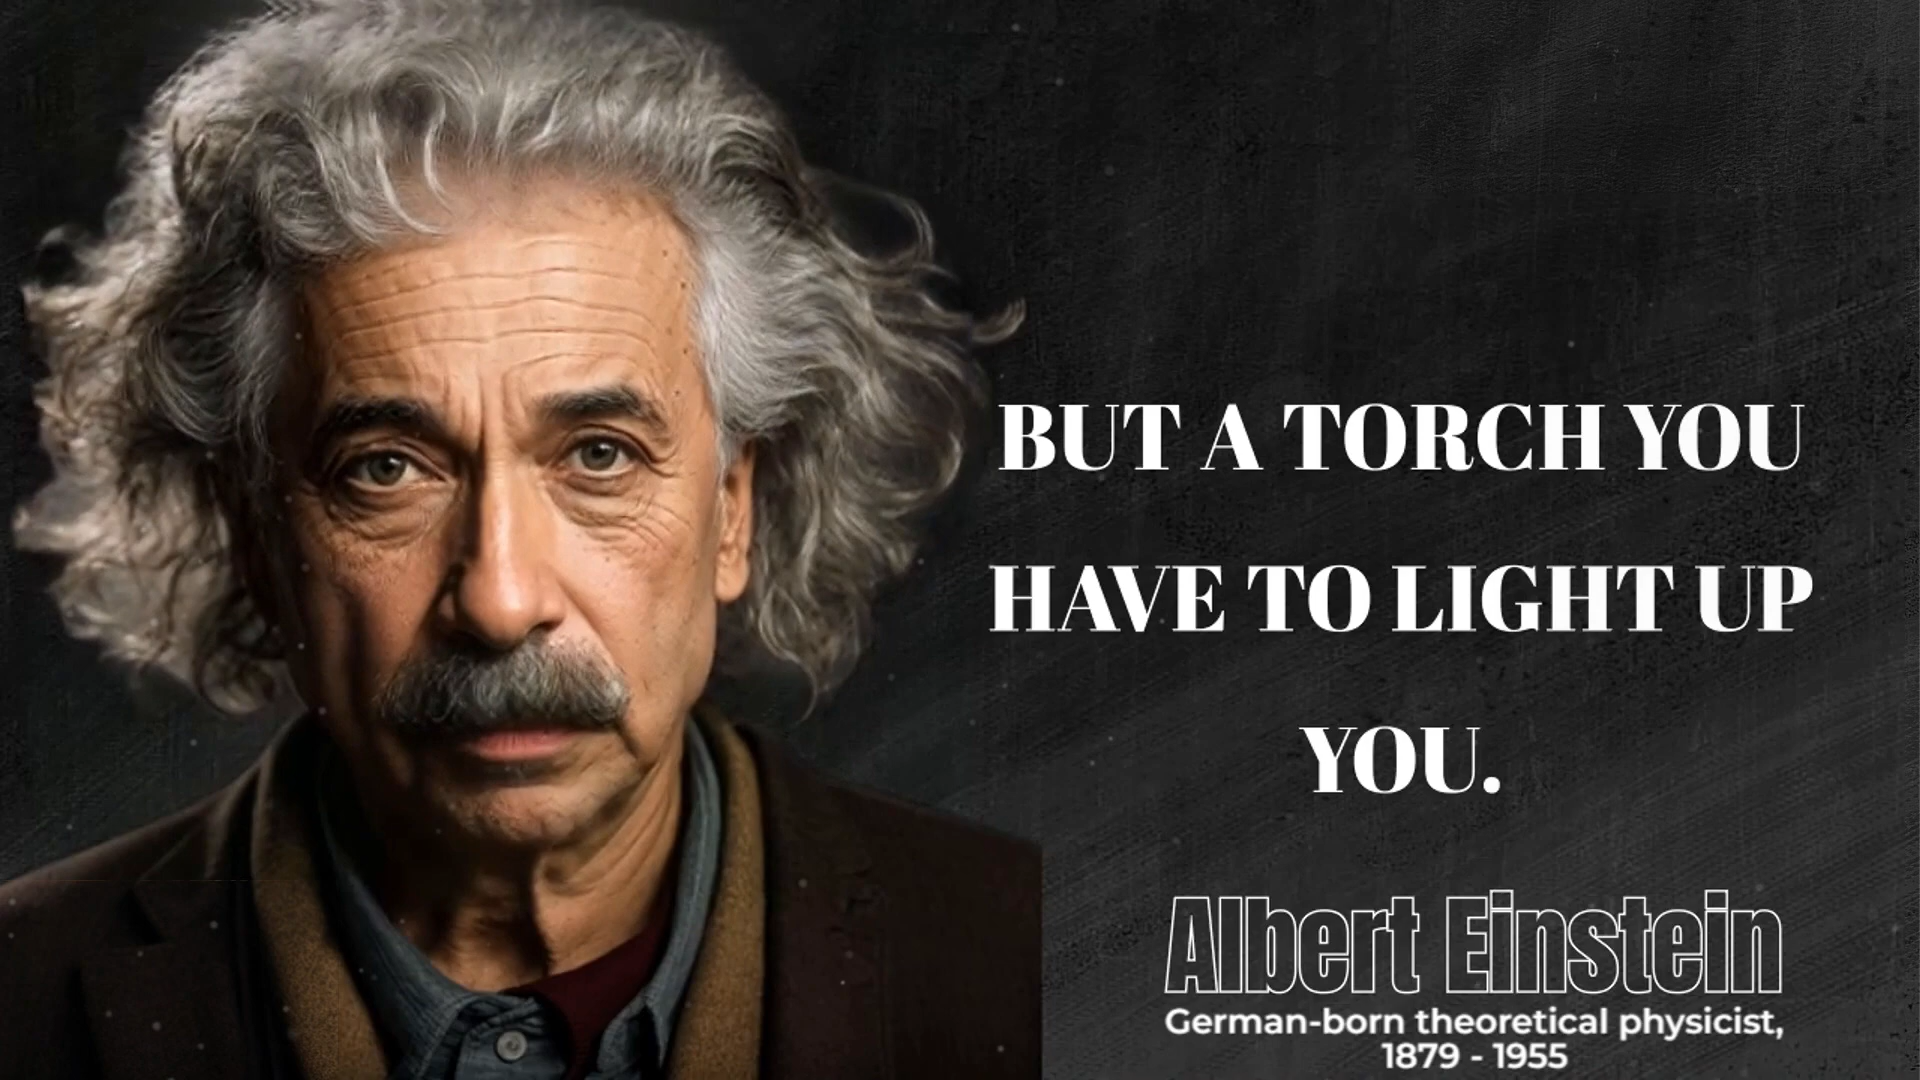 BUT A TORCH YOU
HAVE TO LIGHT UP
YOU.
Albert Einstein
German-born theoretical physicist,
1879 - 1955